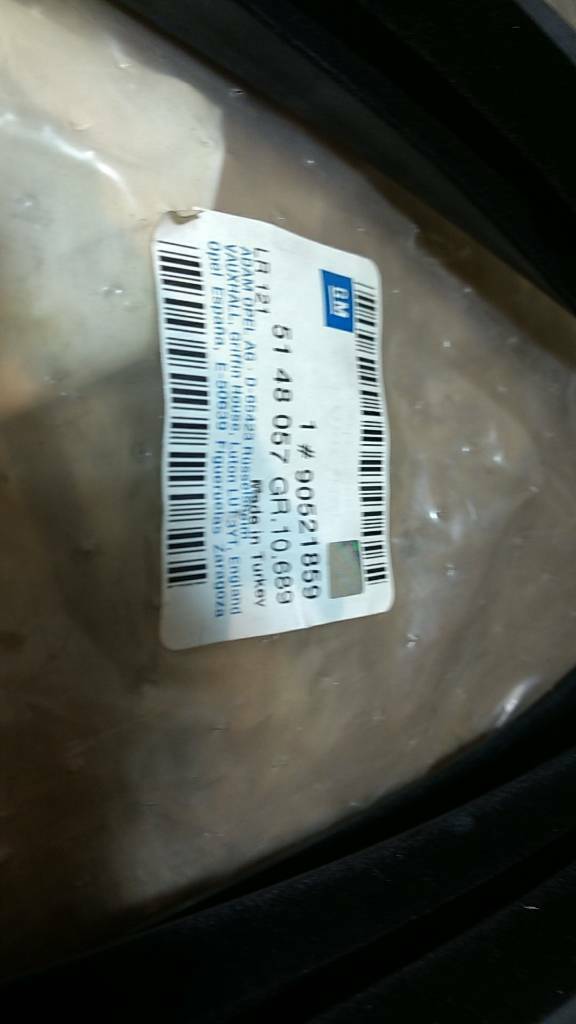 GM
1 # 90521859
51 48 057 GR.10.689
LR 121 Made in Turkey
ADAM OPEL AG · D-65423 Rüsselsheim
VAUXHALL, Griffin House, Luton LU1 3YT, England
Opel España, E-50639 Figueruelas, Zaragoza